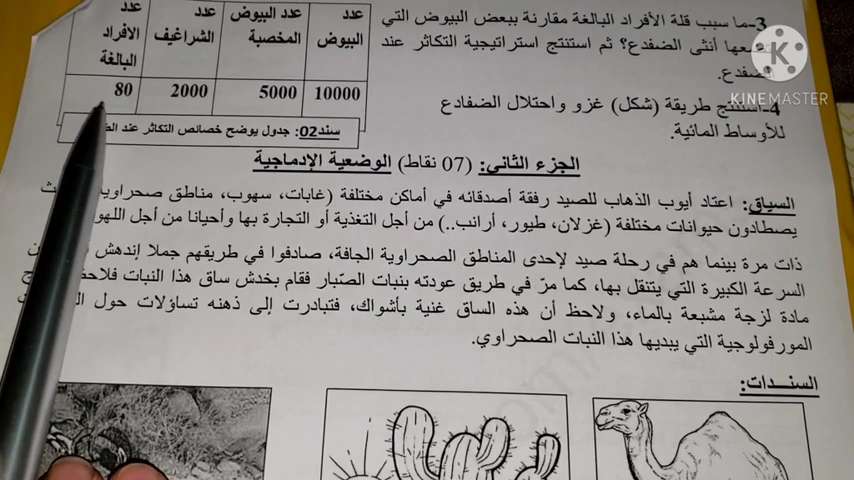 3-ما سبب قلة الأفراد البالغة مقارنة ببعض البيوض التي
أنثى الضفدع؟ ثم استنتج استراتيجية التكاثر عند
4-استنتج طريقة (شكل) غزو واحتلال الضفادع
للأوساط المائية.
عدد البيوض
عدد البيوض المخصبة
عدد الشراغيف
عدد الأفراد البالغة
10000
5000
2000
80
سند02: جدول يوضح خصائص التكاثر عند
K
KINEMASTER
الجزء الثاني: (07 نقاط) الوضعية الإدماجية
السياق: اعتاد أيوب الذهاب للصيد رفقة أصدقائه في أماكن مختلفة (غابات، سهوب، مناطق
يصطادون حيوانات مختلفة (غزلان، طيور، أرانب..) من أجل التغذية أو التجارة بها وأحيانا من أجل
ذات مرة بينما هم في رحلة صيد لإحدى المناطق الصحراوية الجافة، صادفوا في طريقهم جملا إندهش
السرعة الكبيرة التي يتنقل بها، كما مرّ في طريق عودته بنبات الصّبار فقام بخدش ساق هذا النبات
مادة لزجة مشبعة بالماء، ولاحظ أن هذه الساق غنية بأشواك، فتبادرت إلى ذهنه تساؤلات حول
المورفولوجية التي يبديها هذا النبات الصحراوي.
السندات: